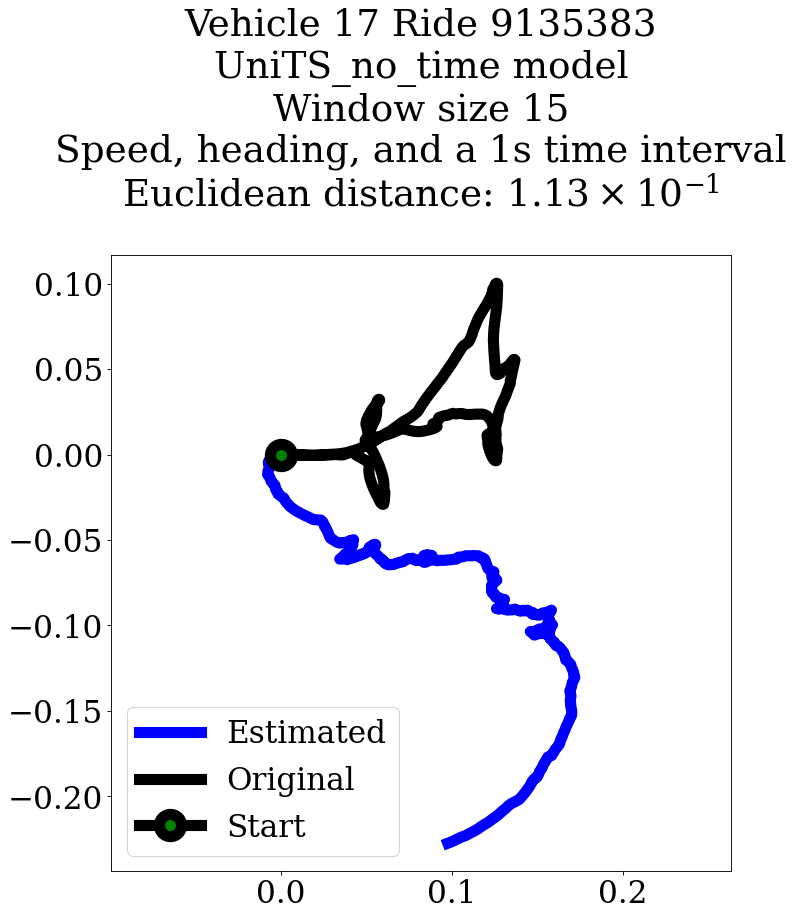 Vehicle 17 Ride 9135383
UniTS_no_time model
Window size 15
Speed, heading, and a 1s time interval
Euclidean distance: 1.13 × 10⁻¹
0.10
0.05
0.00
−0.05
−0.10
−0.15
−0.20
Estimated
Original
Start
0.0 0.1 0.2